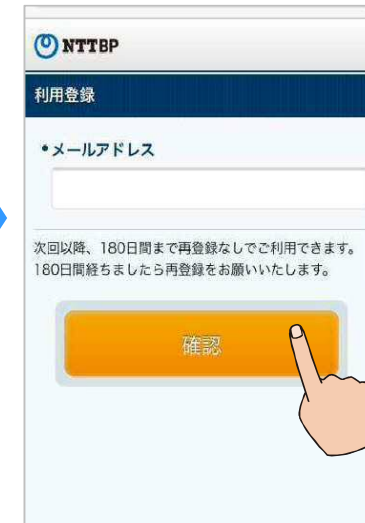 NTTBP
利用登録
•メールアドレス
次回以降、180日間まで再登録なしでご利用できます。
180日間経ちましたら再登録をお願いいたします。
確認